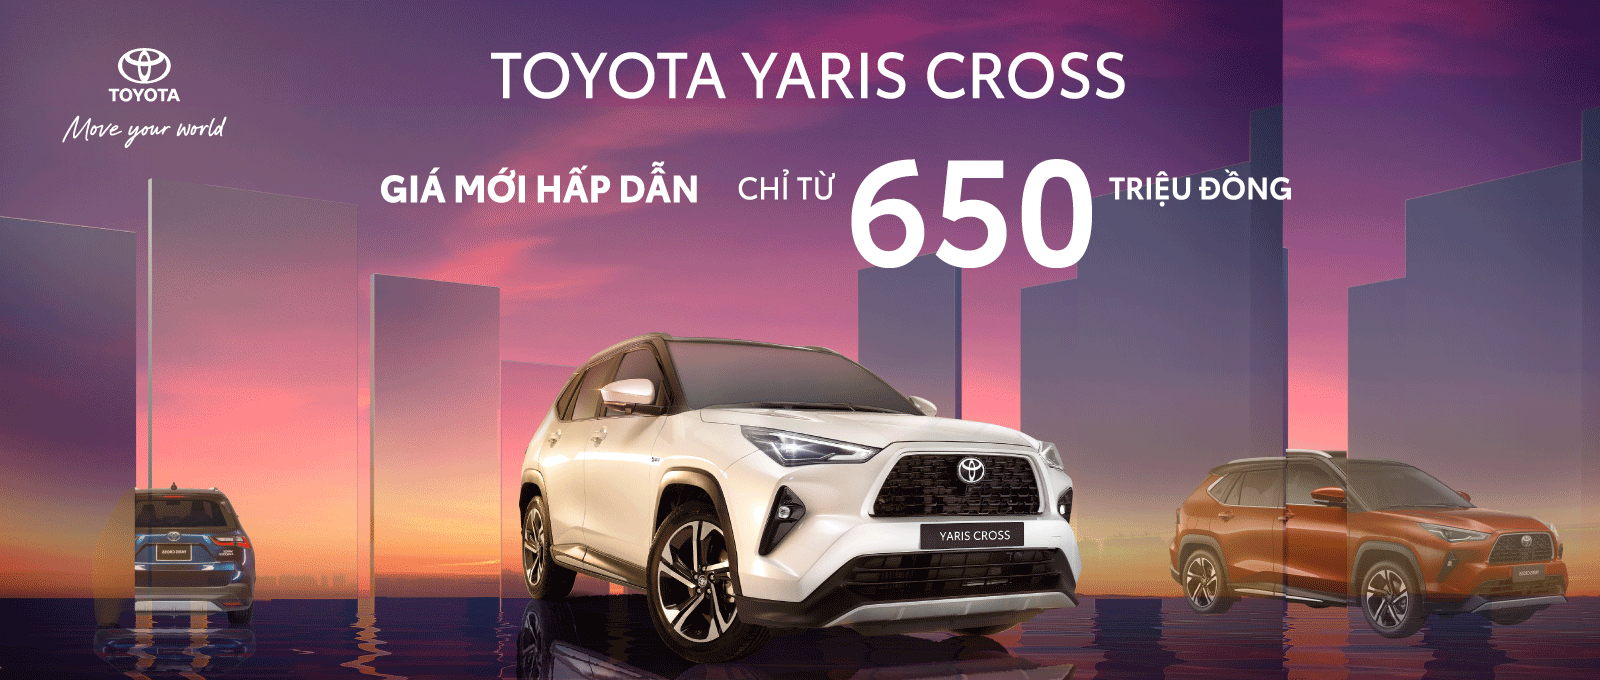 TOYOTA
Move your world
TOYOTA YARIS CROSS
GIÁ MỚI HẤP DẪN CHỈ TỪ 650 TRIỆU ĐỒNG
YARIS CROSS